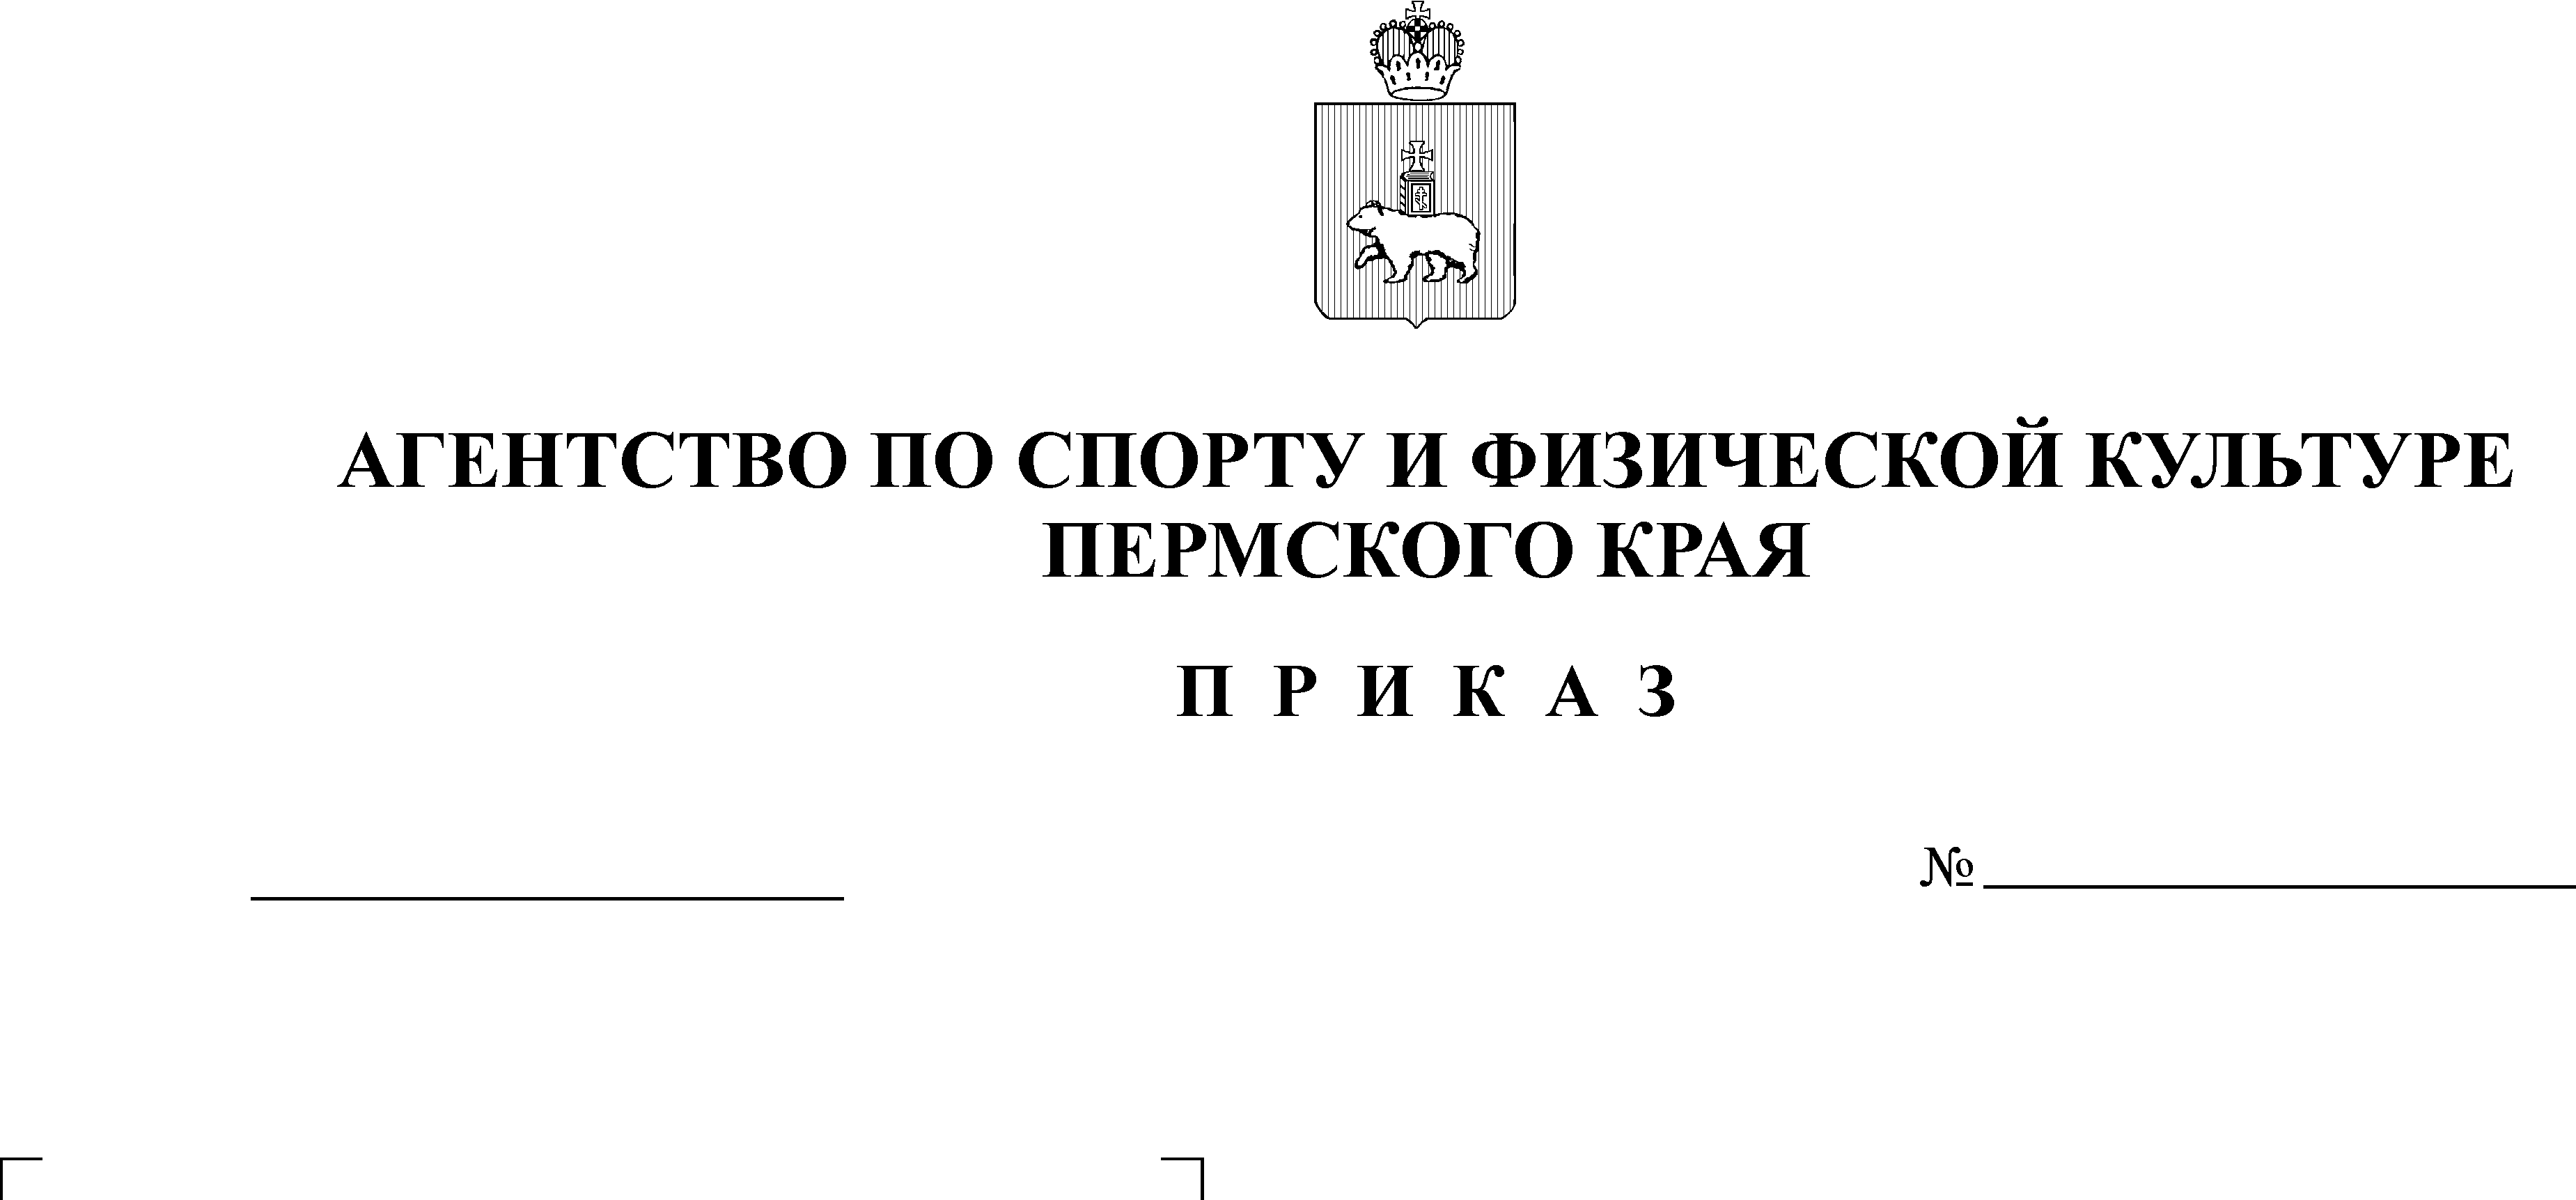 АГЕНТСТВО ПО СПОРТУ И ФИЗИЧЕСКОЙ КУЛЬТУРЕ
ПЕРМСКОГО КРАЯ
П Р И К А З
№